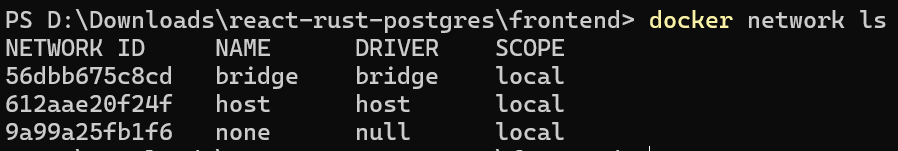 PS D:\Downloads\react-rust-postgres\frontend> docker network ls
NETWORK ID     NAME      DRIVER    SCOPE
56dbb675c8cd   bridge    bridge    local
612aae20f24f   host      host      local
9a99a25fb1f6   none      null      local